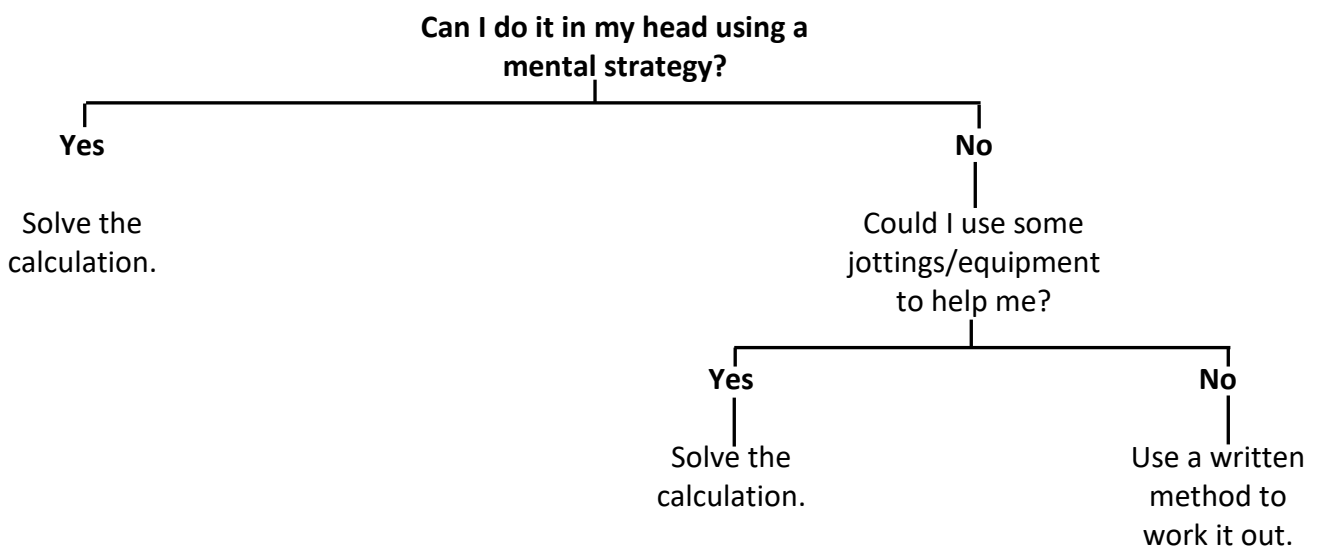 Can I do it in my head using a
mental strategy?
Yes
No
Solve the
calculation.
Could I use some
jottings/equipment
to help me?
Yes
No
Solve the
calculation.
Use a written
method to
work it out.